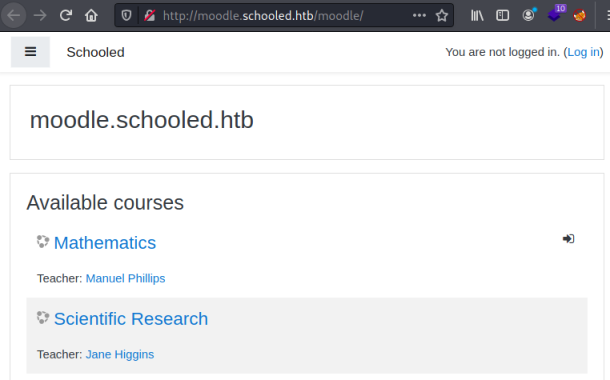 http://moodle.schooled.htb/moodle/
10
Schooled
You are not logged in. (Log in)
moodle.schooled.htb
Available courses
Mathematics
Teacher: Manuel Phillips
Scientific Research
Teacher: Jane Higgins